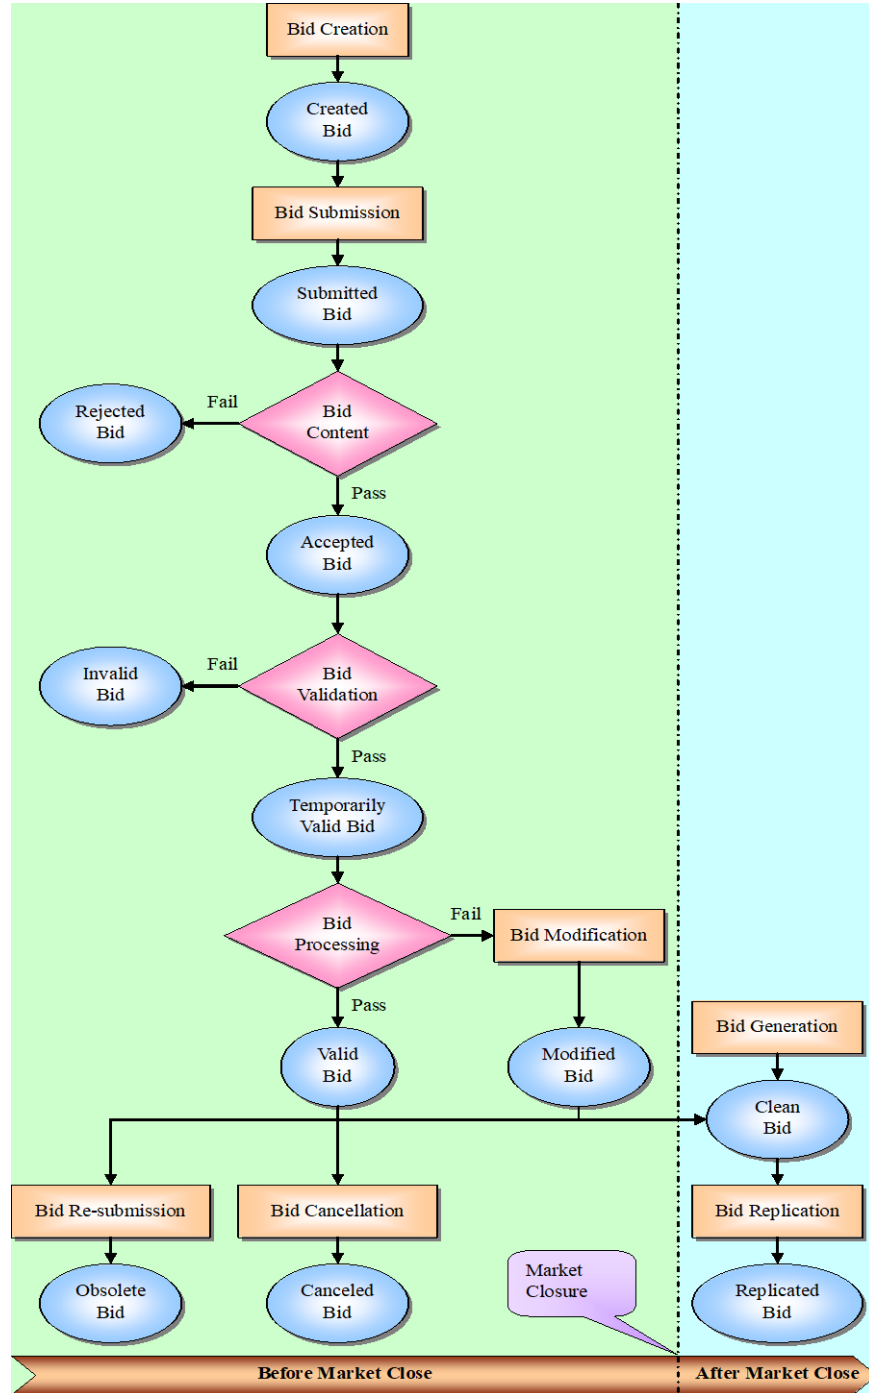 Bid Creation
Created
Bid
Bid Submission
Submitted
Bid
Rejected
Bid
Fail
Bid
Content
Pass
Accepted
Bid
Invalid
Bid
Fail
Bid
Validation
Pass
Temporarily
Valid Bid
Bid
Processing
Fail
Bid Modification
Pass
Valid
Bid
Modified
Bid
Bid Generation
Clean
Bid
Bid Re-submission
Bid Cancellation
Bid Replication
Obsolete
Bid
Canceled
Bid
Market
Closure
Replicated
Bid
Before Market Close
After Market Close